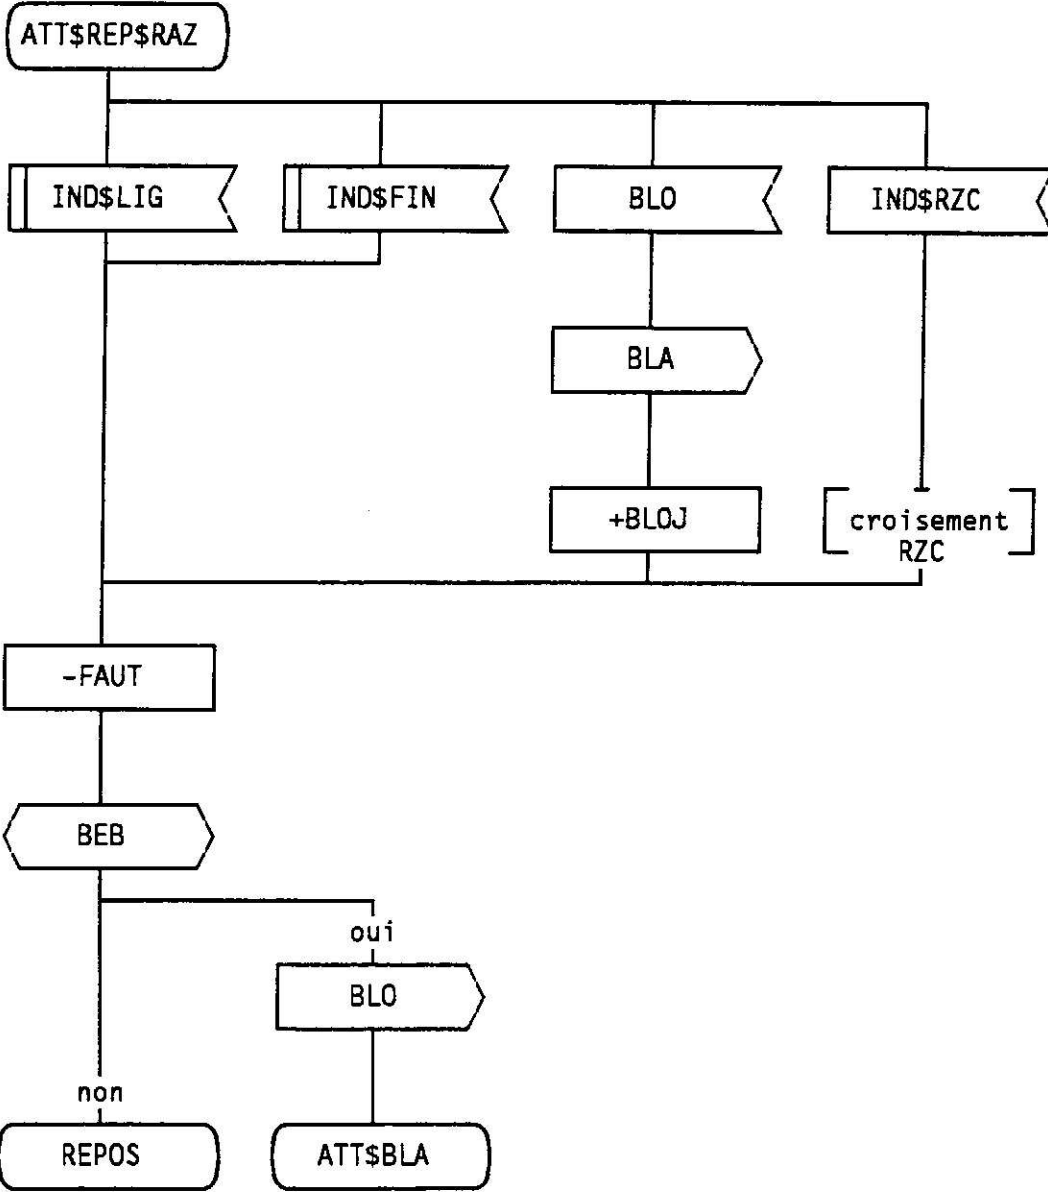 ATT$REP$RAZ
IND$LIG
IND$FIN
BLO
IND$RZC
BLA
+BLOJ
croisement
RZC
-FAUT
BEB
oui
BLO
non
REPOS
ATT$BLA